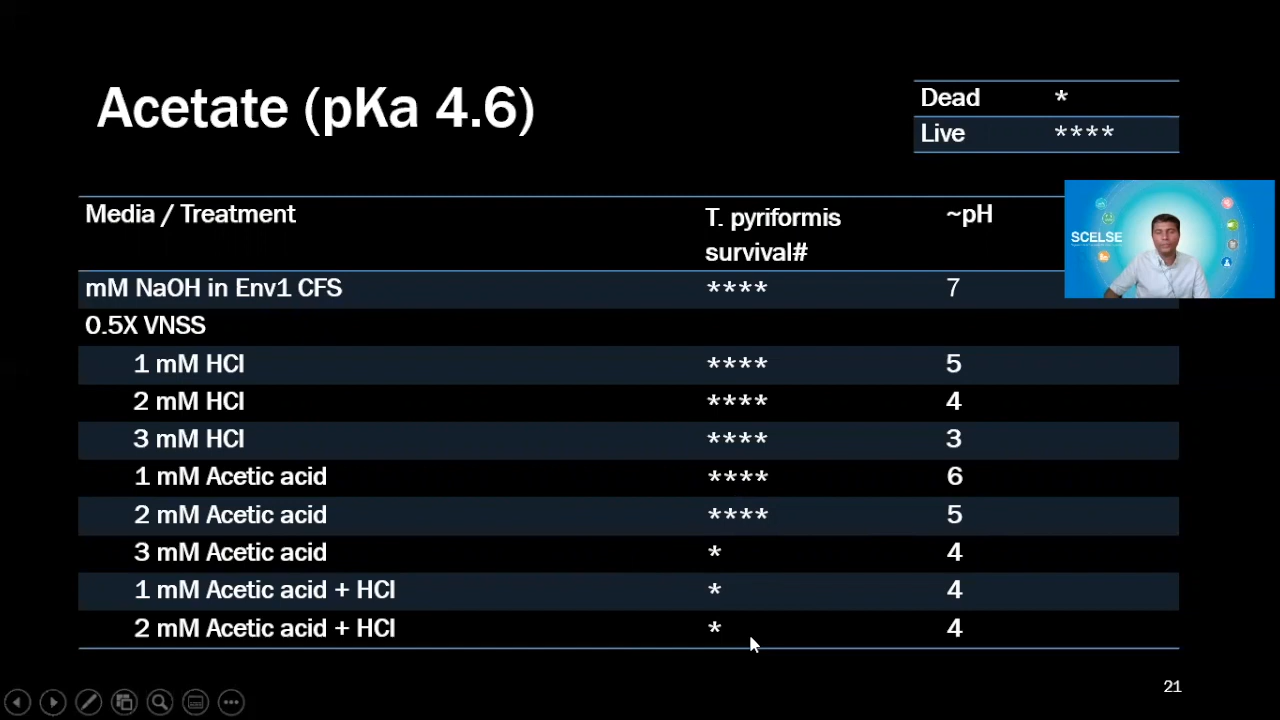 Acetate (pKa 4.6)
Dead *
Live ****
Media / Treatment T. pyriformis survival# ~pH
mM NaOH in Env1 CFS **** 7
0.5X VNSS
1 mM HCl **** 5
2 mM HCl **** 4
3 mM HCl **** 3
1 mM Acetic acid **** 6
2 mM Acetic acid **** 5
3 mM Acetic acid * 4
1 mM Acetic acid + HCl * 4
2 mM Acetic acid + HCl * 4
SCELSE
21